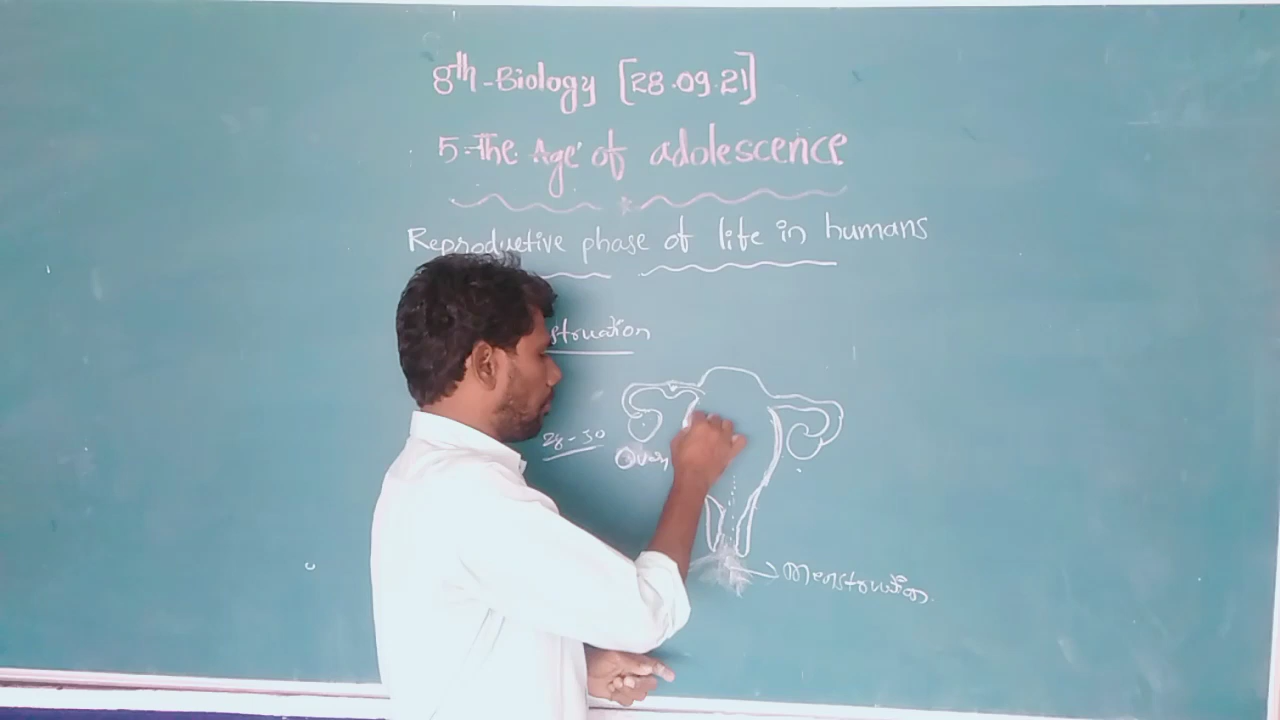 8th-Biology [28.09.21]
5-The Age of adolescence
Reproductive phase of life in humans
struation
28-30
Ovary
Menstruation.